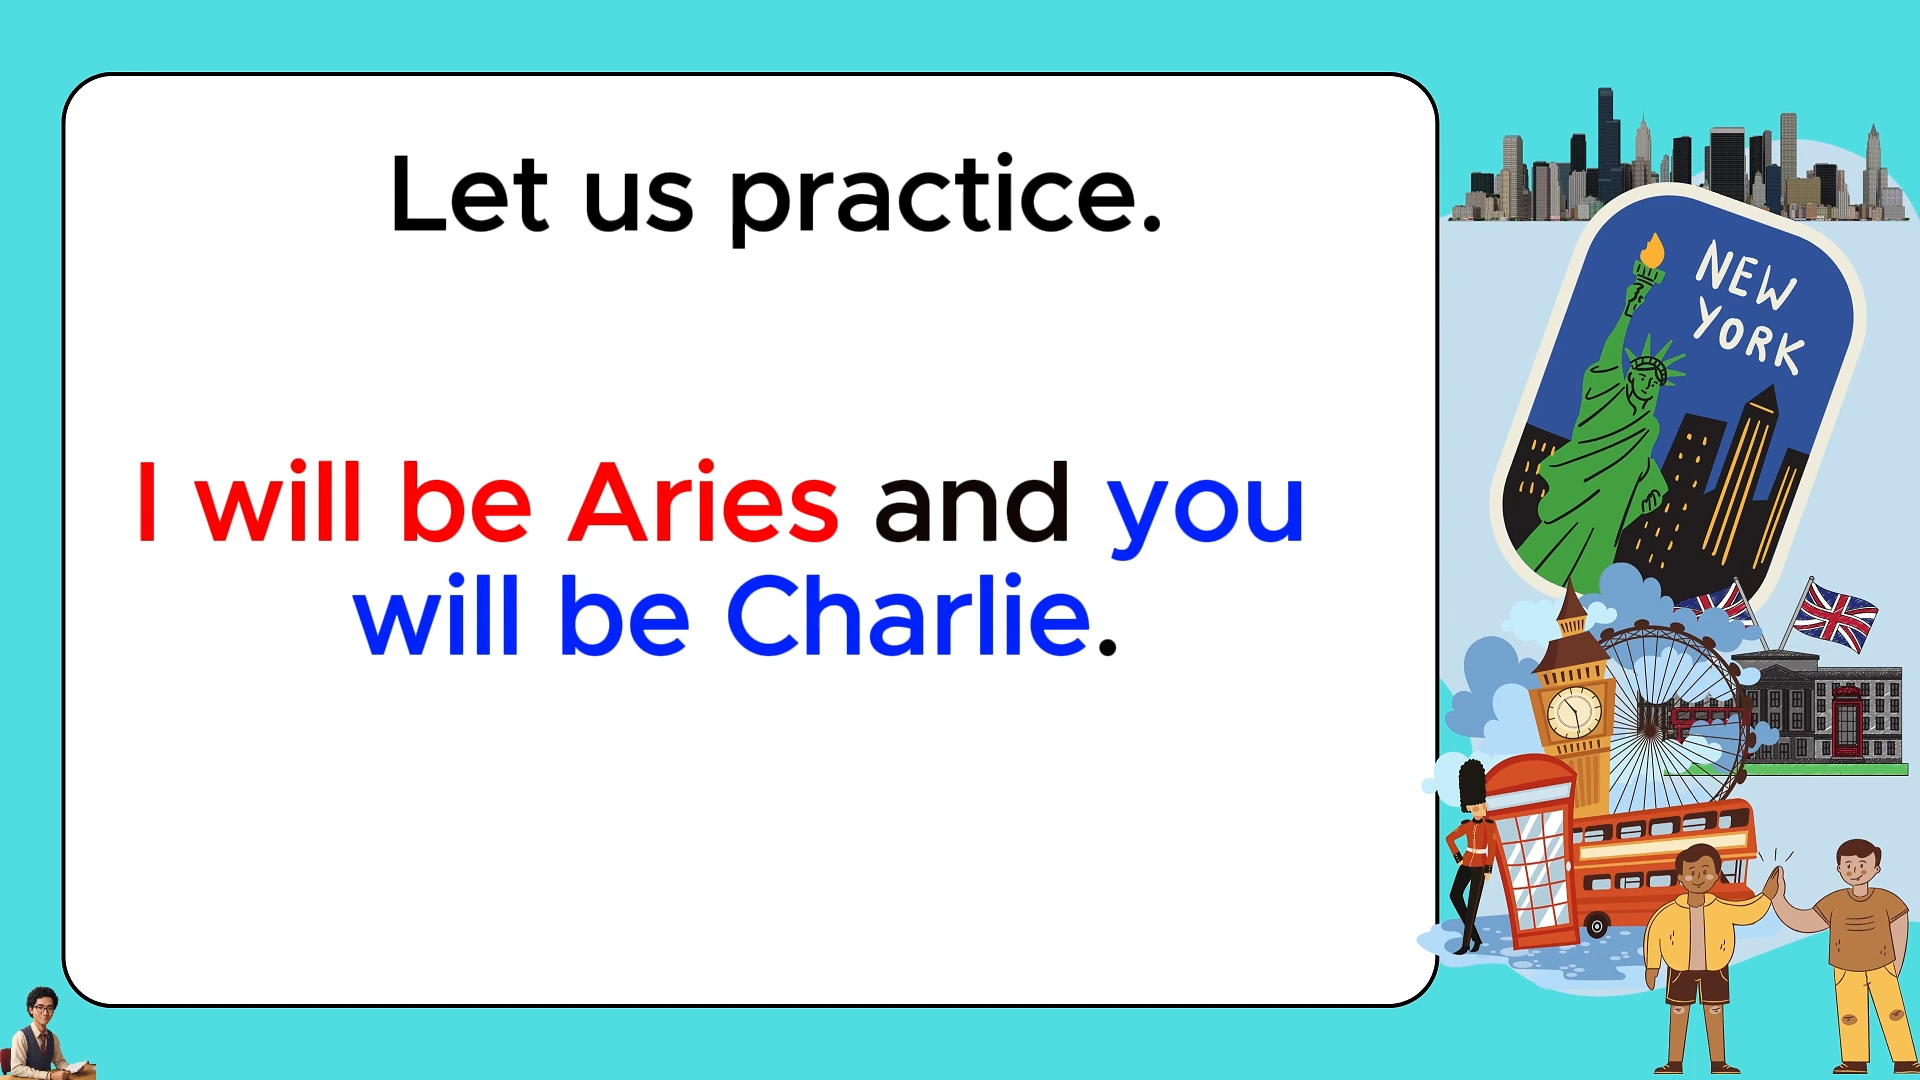 Let us practice.
I will be Aries and you
will be Charlie.
NEW
YORK